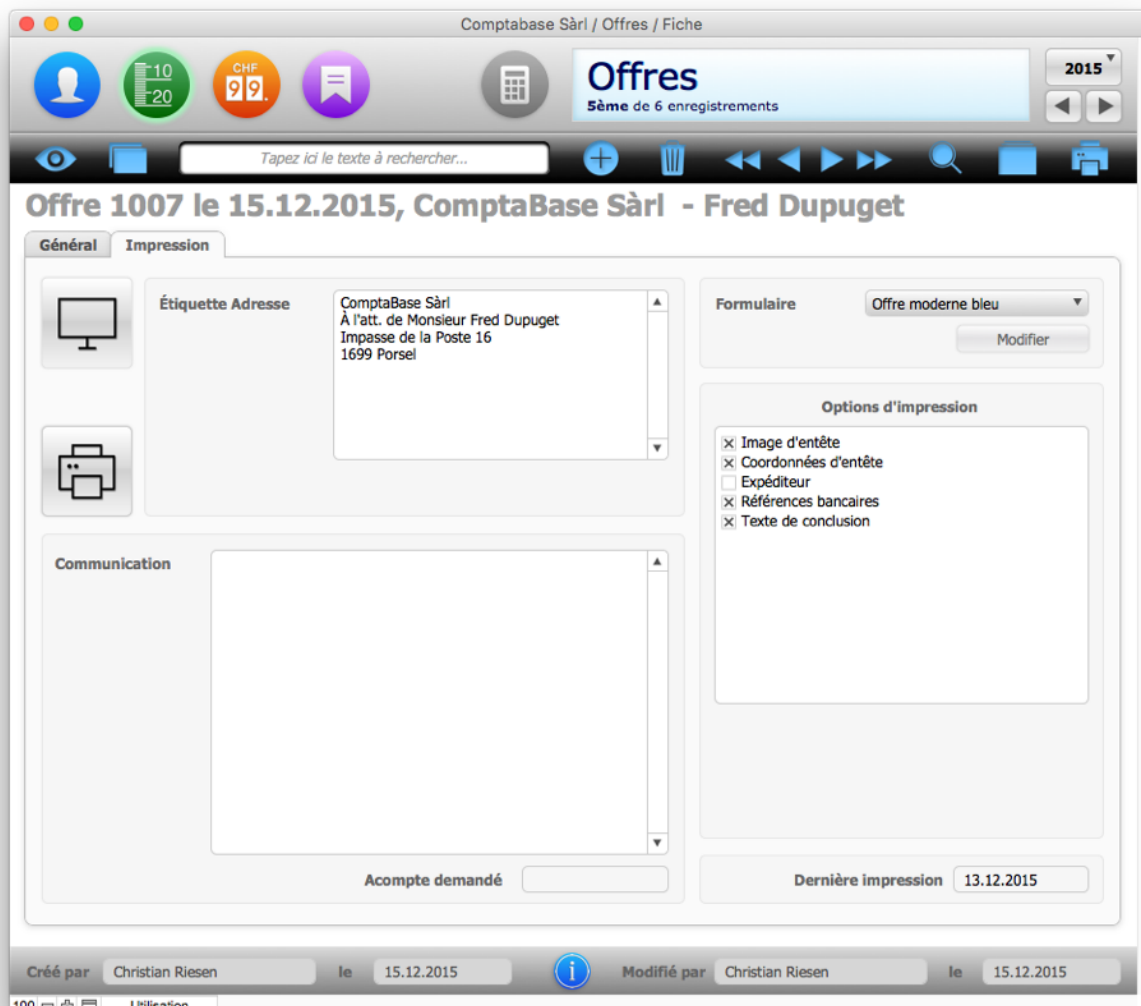 Comptabase Sàrl / Offres / Fiche
10
20
CHF
99.
Offres
5ème de 6 enregistrements
2015
Tapez ici le texte à rechercher...
Offre 1007 le 15.12.2015, ComptaBase Sàrl - Fred Dupuget
Général
Impression
Étiquette Adresse
ComptaBase Sàrl
À l'att. de Monsieur Fred Dupuget
Impasse de la Poste 16
1699 Porsel
Formulaire
Offre moderne bleu
Modifier
Options d'impression
Image d'entête
Coordonnées d'entête
Expéditeur
Références bancaires
Texte de conclusion
Communication
Acompte demandé
Dernière impression 13.12.2015
Créé par Christian Riesen le 15.12.2015 i Modifié par Christian Riesen le 15.12.2015
100 Utilisation